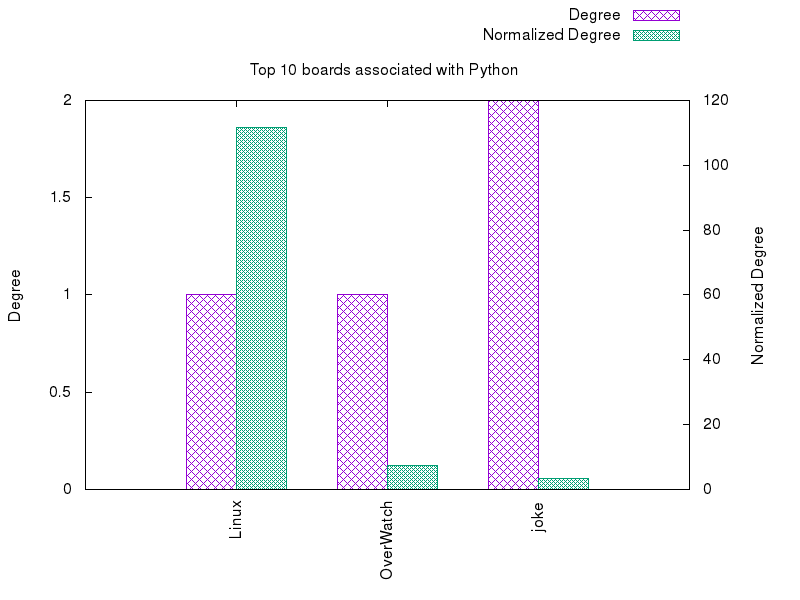 Degree
Normalized Degree
Top 10 boards associated with Python
2
1.5
1
0.5
0
120
100
80
60
40
20
0
Degree
Normalized Degree
Linux
OverWatch
joke